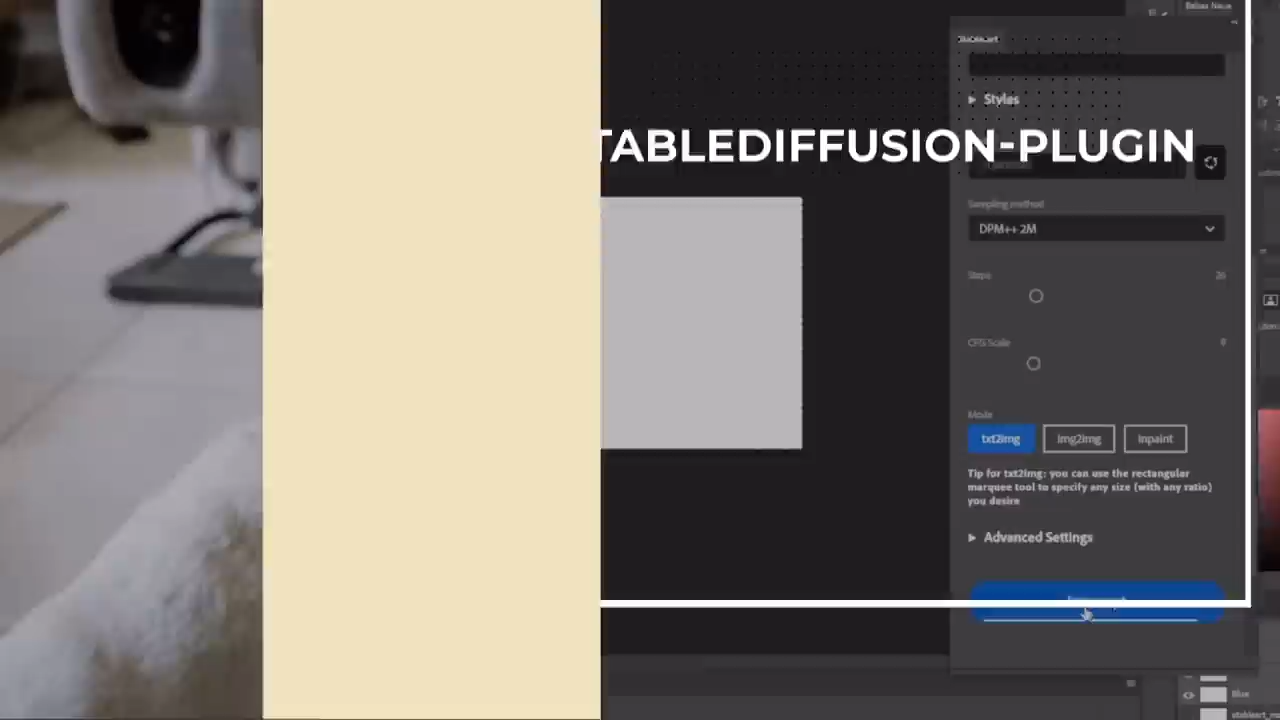 Styles
TABLEDIFFUSION-PLUGIN
Sampling method
DPM++ 2M
Steps
CFG Scale
Mode
txt2img
img2img
Inpaint
Tip for txt2img: you can use the rectangular
marquee tool to specify any size (with any ratio)
you desire
Advanced Settings
Blue